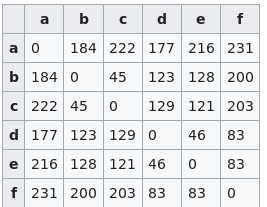 a b c d e f
a 0 184 222 177 216 231
b 184 0 45 123 128 200
c 222 45 0 129 121 203
d 177 123 129 0 46 83
e 216 128 121 46 0 83
f 231 200 203 83 83 0